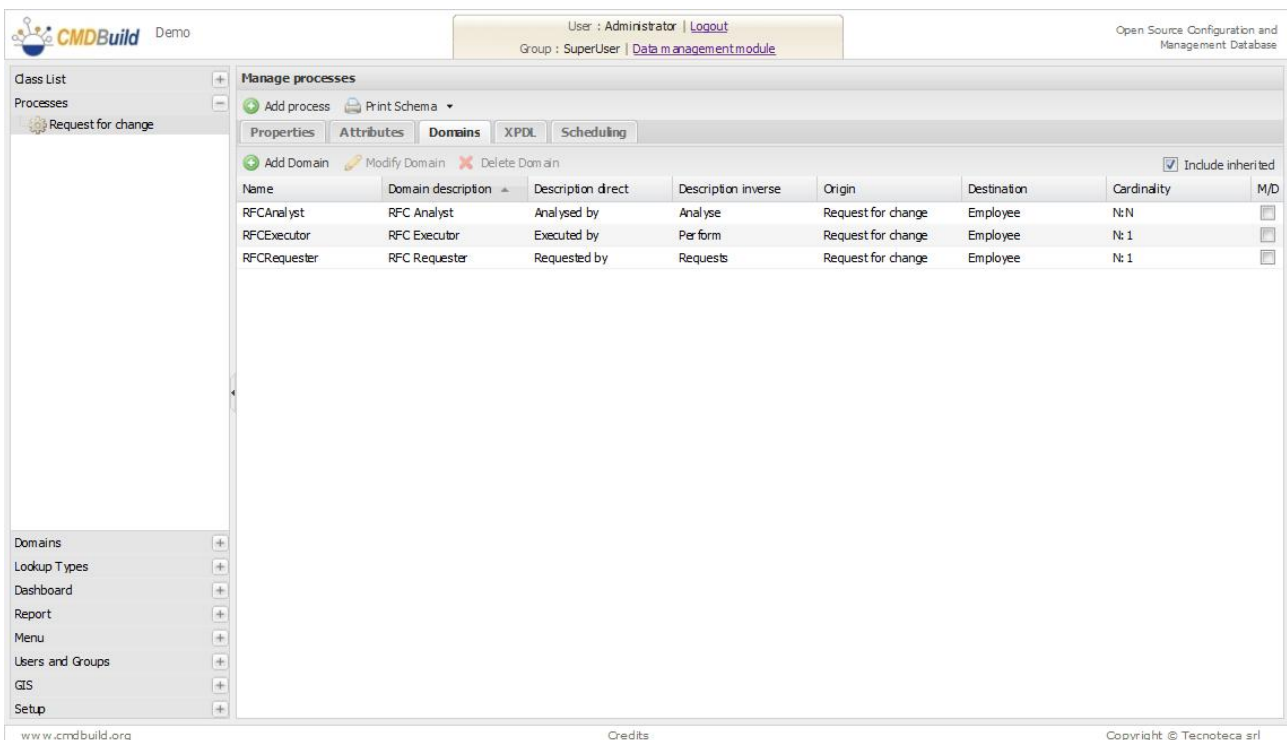 CMDBuild Demo
User : Administrator | Logout
Group : SuperUser | Data management module
Open Source Configuration and
Management Database
Class List
Processes
Request for change
Manage processes
Add process Print Schema
Properties Attributes Domains XPDL Scheduling
Add Domain Modify Domain Delete Domain Include inherited
Name Domain description Description direct Description inverse Origin Destination Cardinality M/D
RFCAnalyst RFC Analyst Analysed by Analyse Request for change Employee N:N
RFCExecutor RFC Executor Executed by Perform Request for change Employee N:1
RFCRequester RFC Requester Requested by Requests Request for change Employee N:1
Domains
Lookup Types
Dashboard
Report
Menu
Users and Groups
GIS
Setup
www.cmdbuild.org Credits Copyright © Tecnoteca srl